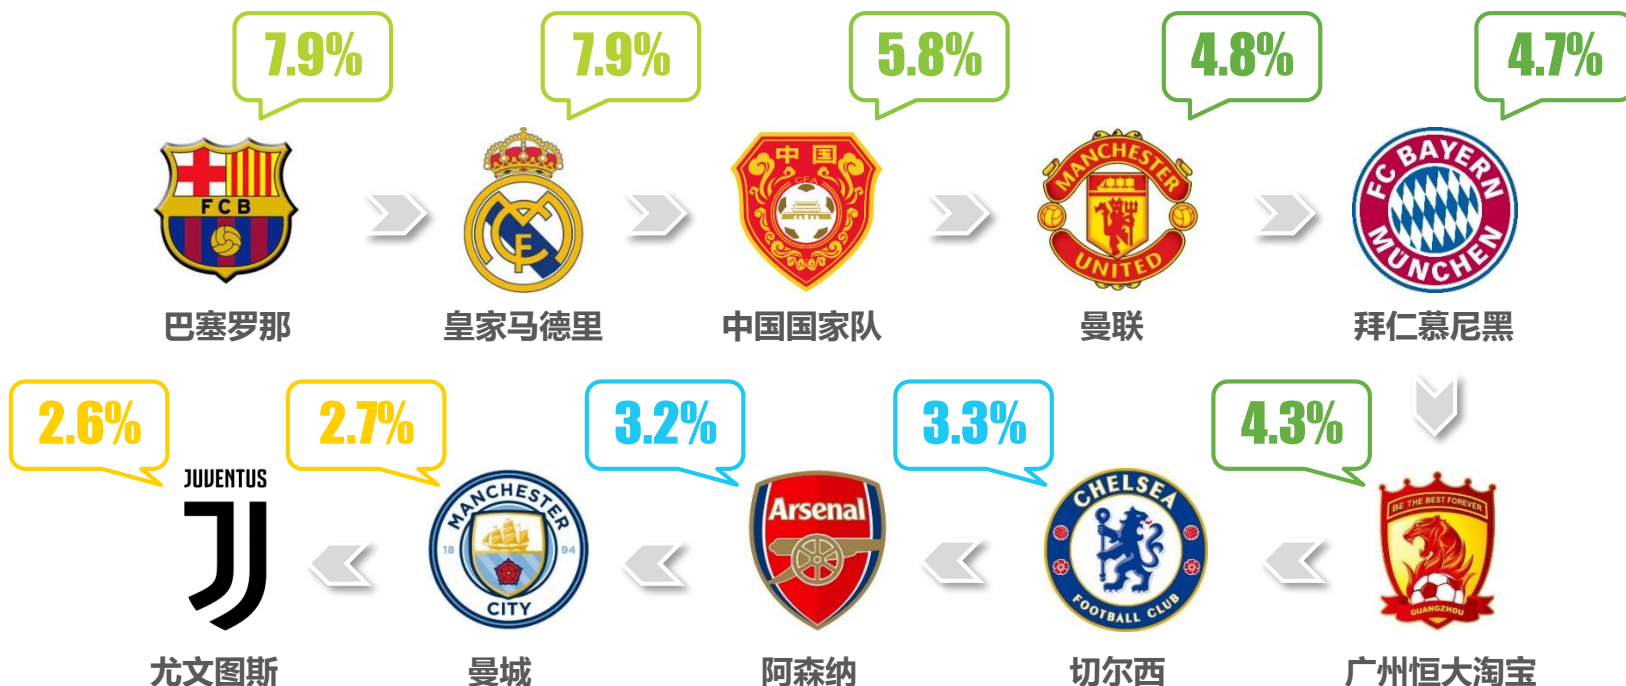 7.9%
7.9%
5.8%
4.8%
4.7%
FCB
中国
CFA
MANCHESTER
UNITED
FC BAYERN
MÜNCHEN
巴塞罗那
皇家马德里
中国国家队
曼联
拜仁慕尼黑
2.6%
2.7%
3.2%
3.3%
4.3%
JUVENTUS
MANCHESTER
18 94
CITY
Arsenal
CHELSEA
FOOTBALL CLUB
BE THE BEST FOREVER
GUANGZHOU
尤文图斯
曼城
阿森纳
切尔西
广州恒大淘宝